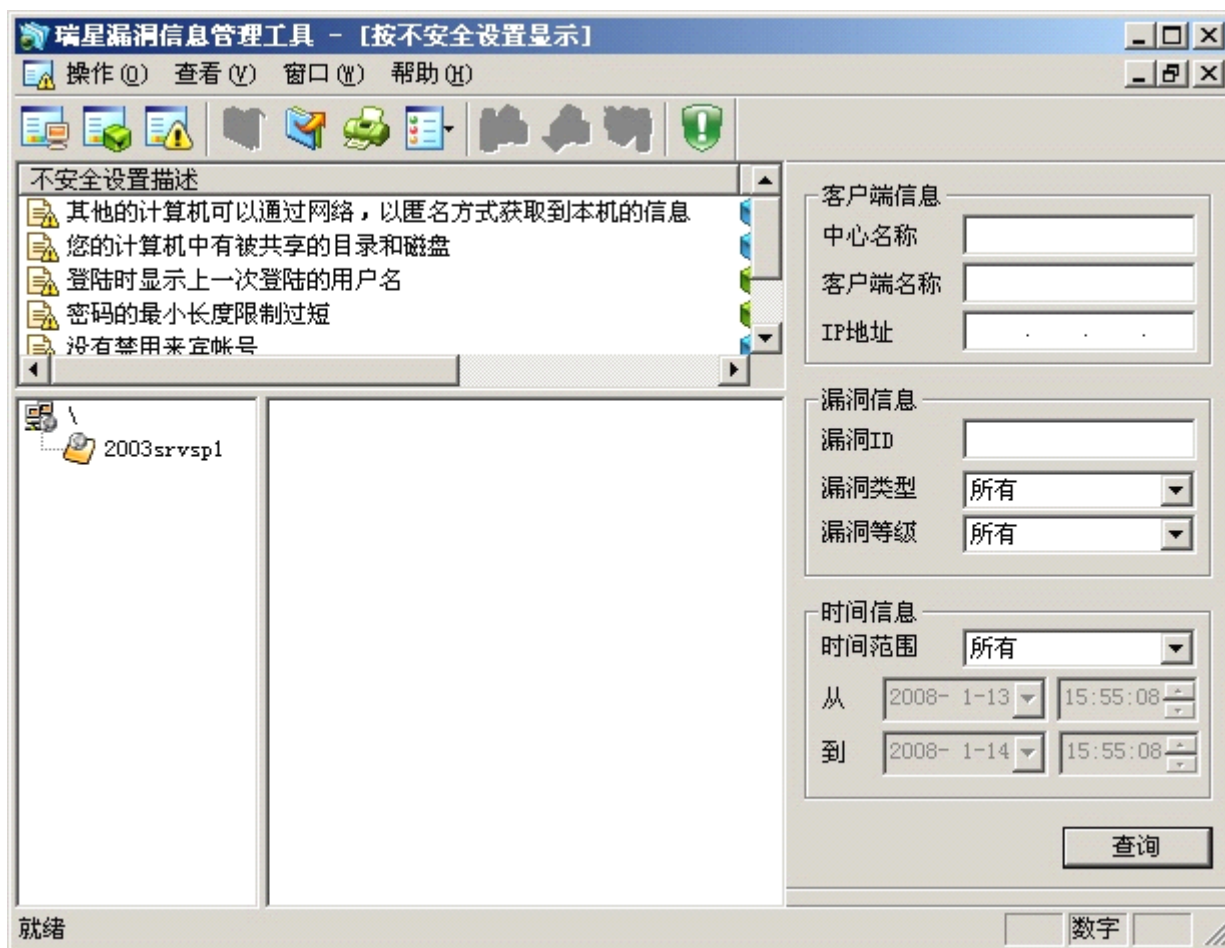 瑞星漏洞信息管理工具 - [按不安全设置显示]
操作(O) 查看(V) 窗口(W) 帮助(H)
不安全设置描述
其他的计算机可以通过网络,以匿名方式获取到本机的信息
您的计算机中有被共享的目录和磁盘
登陆时显示上一次登陆的用户名
密码的最小长度限制过短
没有禁用来宾帐号
\
2003srvsp1
客户端信息
中心名称
客户端名称
IP地址 . . .
漏洞信息
漏洞ID
漏洞类型 所有
漏洞等级 所有
时间信息
时间范围 所有
从 2008- 1-13 15:55:08
到 2008- 1-14 15:55:08
查询
就绪 数字